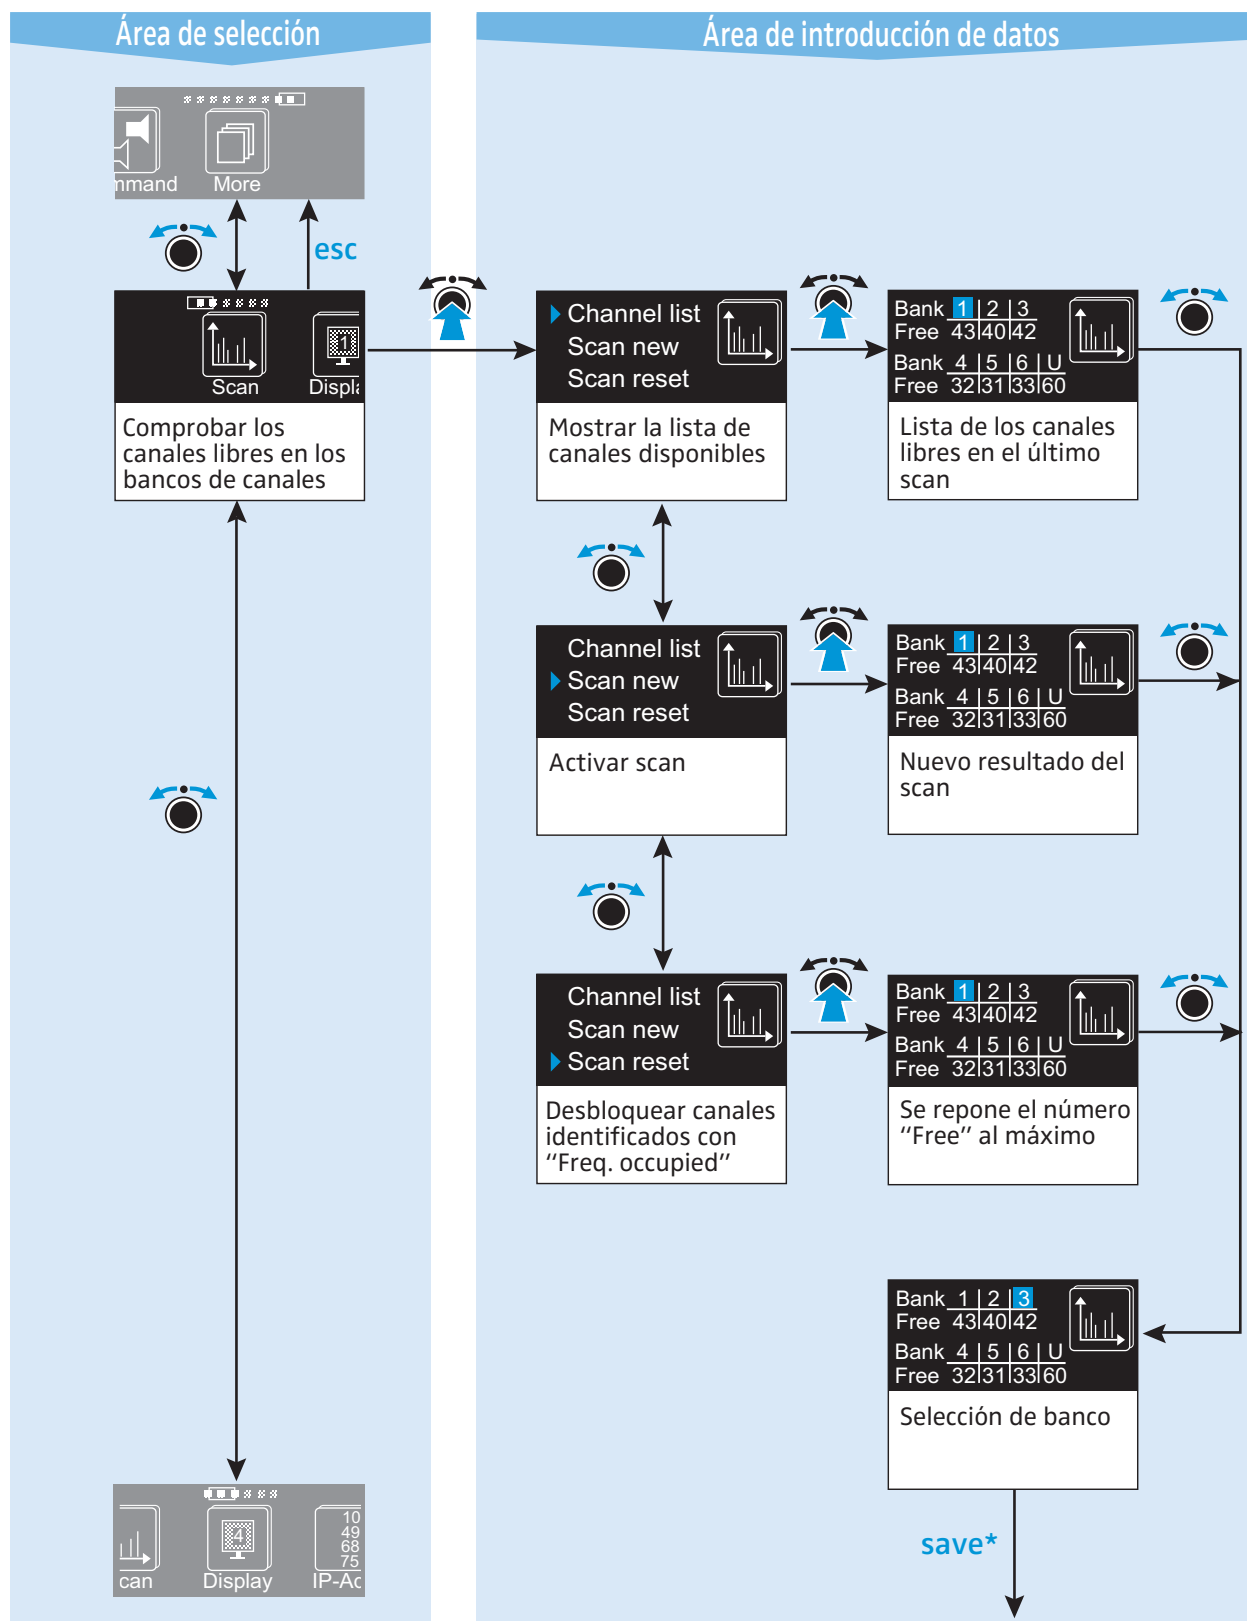 Área de selección
Área de introducción de datos
mmand
More
esc
Scan
Displa
Comprobar los
canales libres en los
bancos de canales
Channel list
Scan new
Scan reset
Mostrar la lista de
canales disponibles
Bank 1 | 2 | 3
Free 43|40|42
Bank 4 | 5 | 6 | U
Free 32|31|33|60
Lista de los canales
libres en el último
scan
Channel list
Scan new
Scan reset
Activar scan
Bank 1 | 2 | 3
Free 43|40|42
Bank 4 | 5 | 6 | U
Free 32|31|33|60
Nuevo resultado del
scan
Channel list
Scan new
Scan reset
Desbloquear canales
identificados con
"Freq. occupied"
Bank 1 | 2 | 3
Free 43|40|42
Bank 4 | 5 | 6 | U
Free 32|31|33|60
Se repone el número
"Free" al máximo
Bank 1 | 2 | 3
Free 43|40|42
Bank 4 | 5 | 6 | U
Free 32|31|33|60
Selección de banco
save*
1
4
10
49
68
75
can
Display
IP-Ad